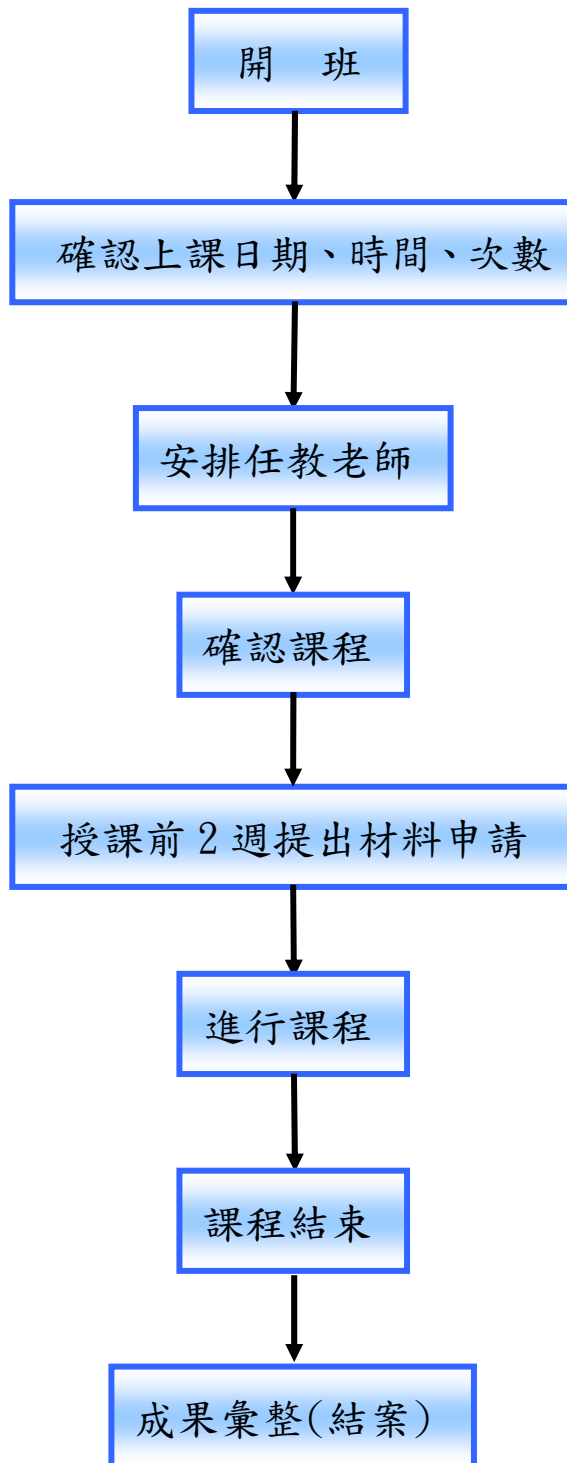 開　班
確認上課日期、時間、次數
安排任教老師
確認課程
授課前2週提出材料申請
進行課程
課程結束
成果彙整(結案)